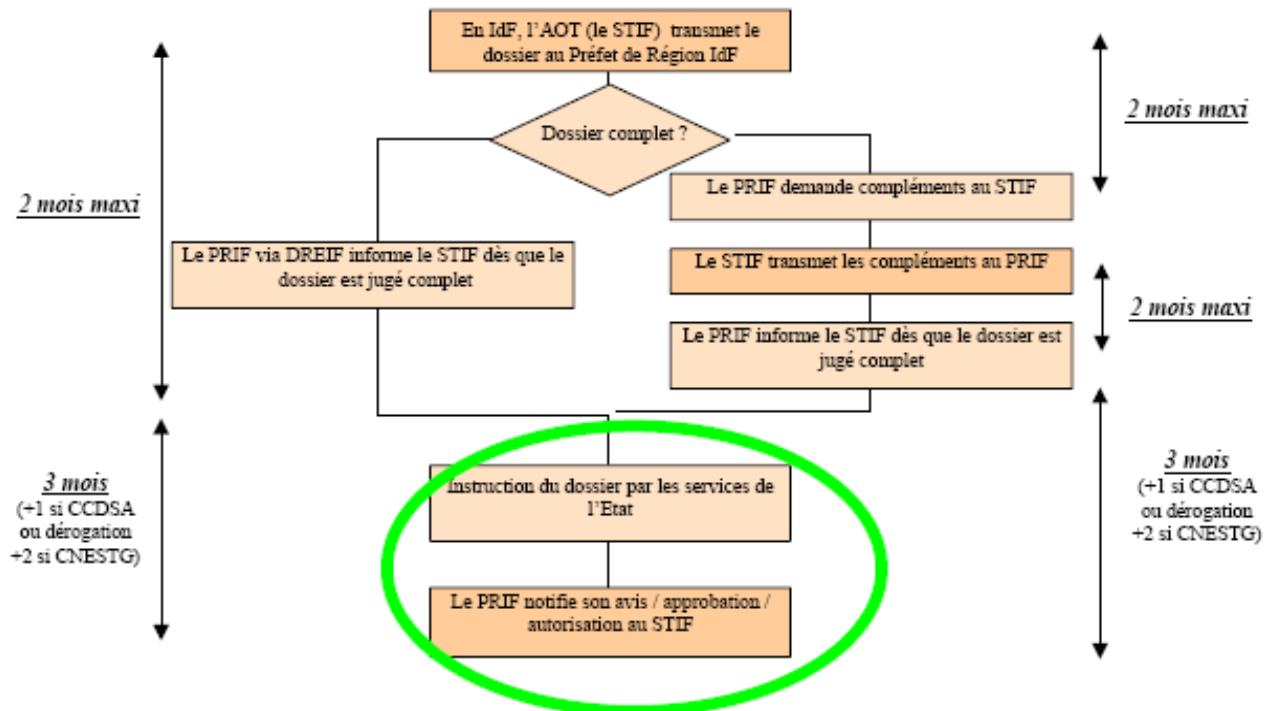 En IdF, l'AOT (le STIF) transmet le
dossier au Préfet de Région IdF
2 mois maxi
Dossier complet ?
Le PRIF demande compléments au STIF
2 mois maxi
Le PRIF via DREIF informe le STIF dès que le
dossier est jugé complet
Le STIF transmet les compléments au PRIF
2 mois maxi
Le PRIF informe le STIF dès que le dossier est
jugé complet
3 mois
(+1 si CCDSA
ou dérogation
+2 si CNESTG)
Instruction du dossier par les services de
l'Etat
3 mois
(+1 si CCDSA
ou dérogation
+2 si CNESTG)
Le PRIF notifie son avis / approbation /
autorisation au STIF